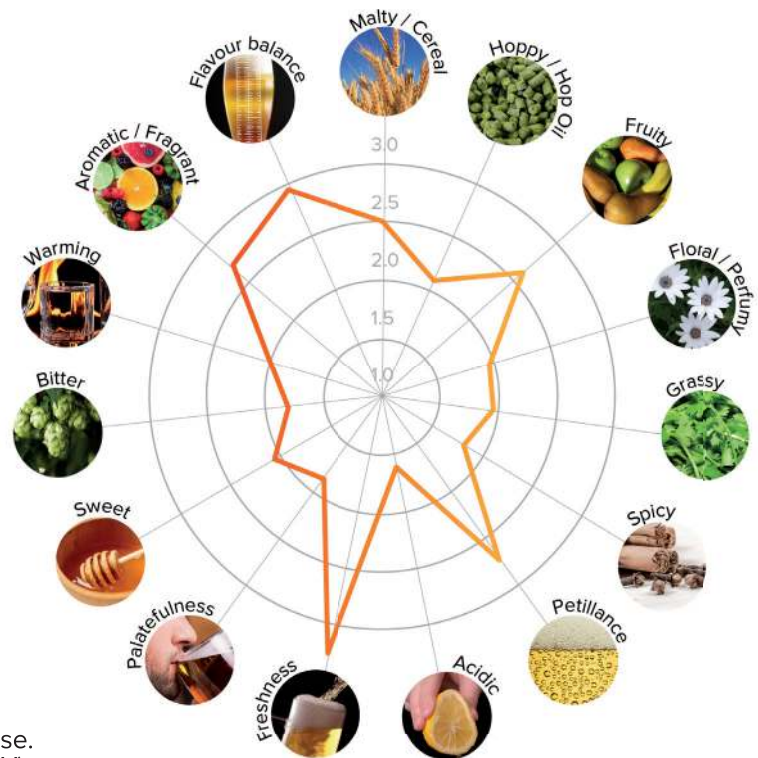 Malty / Cereal
Hoppy / Hop Oil
Fruity
Floral / Perfumy
Grassy
Spicy
Petillance
Acidic
Freshness
Palatefulness
Sweet
Bitter
Warming
Aromatic / Fragrant
Flavour balance
3.0
2.5
2.0
1.5
1.0
se.